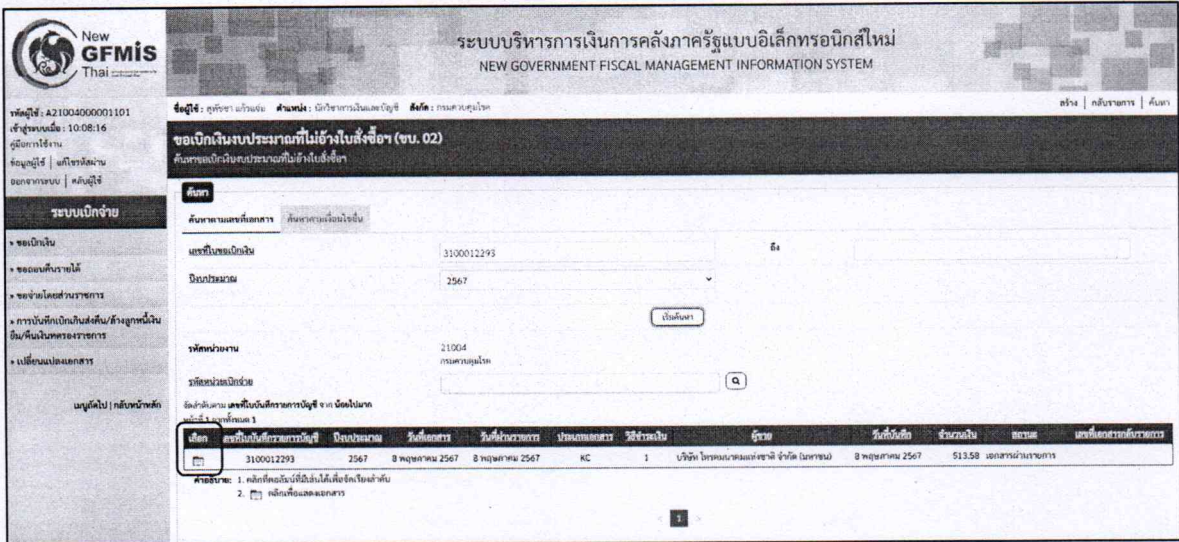 New
GFMIS
Thai
ระบบบริหารการเงินการคลังภาครัฐแบบอิเล็กทรอนิกส์ใหม่
NEW GOVERNMENT FISCAL MANAGEMENT INFORMATION SYSTEM
รหัสผู้ใช้ : A21004000001101
เข้าสู่ระบบเมื่อ : 10:08:16
คู่มือการใช้งาน
ข้อมูลผู้ใช้ | แก้ไขรหัสผ่าน
ออกจากระบบ | สลับผู้ใช้
ชื่อผู้ใช้ : ตำแหน่ง : นักวิชาการเงินและบัญชี สังกัด : กรมควบคุมโรค
สร้าง | กลับรายการ | ค้นหา
ขอเบิกเงินงบประมาณที่ไม่อ้างใบสั่งซื้อฯ (ขบ. 02)
ค้นหาขอเบิกเงินงบประมาณที่ไม่อ้างใบสั่งซื้อฯ
ระบบเบิกจ่าย
» ขอเบิกเงิน
» ขอถอนคืนรายได้
» ขอจ่ายโดยส่วนราชการ
» การบันทึกเบิกเกินส่งคืน/ล้างลูกหนี้เงิน
ยืม/คืนเงินทดรองราชการ
» เปลี่ยนแปลงเอกสาร
เมนูถัดไป | กลับหน้าหลัก
ค้นหา
ค้นหาตามเลขที่เอกสาร ค้นหาตามเงื่อนไขอื่น
เลขที่ใบขอเบิกเงิน 3100012293 ถึง
ปีงบประมาณ 2567
เริ่มค้นหา
รหัสหน่วยงาน 21004
กรมควบคุมโรค
รหัสหน่วยเบิกจ่าย
จัดลำดับตาม เลขที่ใบบันทึกรายการบัญชี จาก น้อยไปมาก
หน้าที่ 1 จากทั้งหมด 1
เลือก เลขที่ใบบันทึกรายการบัญชี ปีงบประมาณ วันที่เอกสาร วันที่ผ่านรายการ ประเภทเอกสาร วิธีชำระเงิน ผู้ขาย วันที่บันทึก จำนวนเงิน สถานะ เลขที่เอกสารกลับรายการ
3100012293 2567 8 พฤษภาคม 2567 8 พฤษภาคม 2567 KC 1 บริษัท โทรคมนาคมแห่งชาติ จำกัด (มหาชน) 8 พฤษภาคม 2567 513.58 เอกสารผ่านรายการ
คำอธิบาย: 1. คลิกที่คอลัมน์ที่มีเส้นใต้เพื่อจัดเรียงลำดับ
2. คลิกเพื่อแสดงเอกสาร
< 1 >